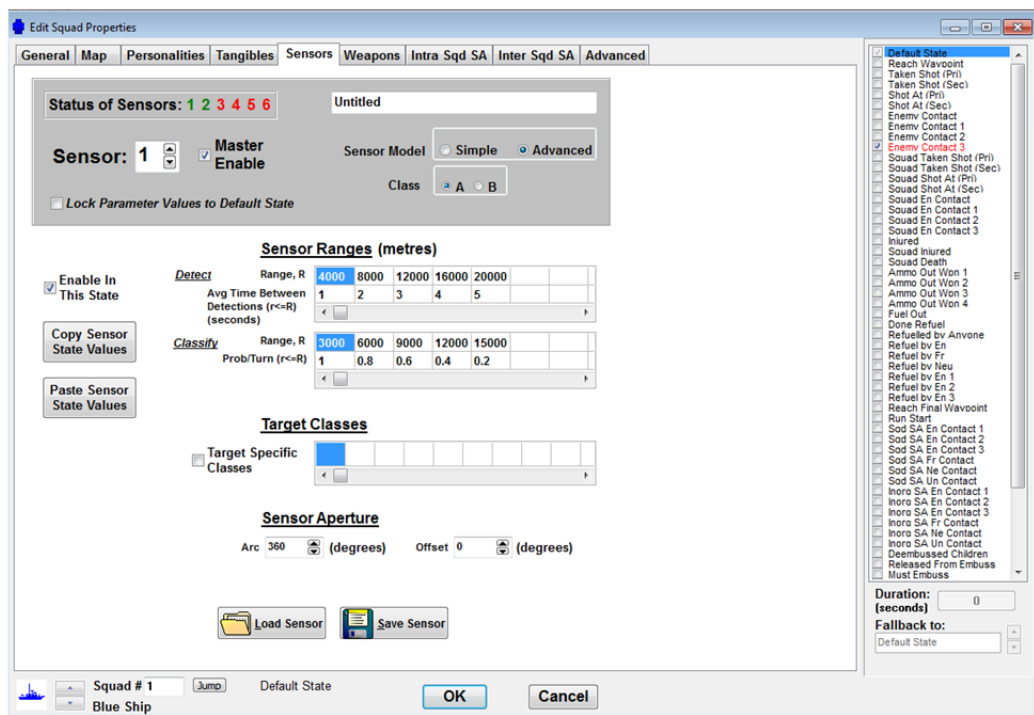 Edit Squad Properties
General Map Personalities Tangibles Sensors Weapons Intra Sqd SA Inter Sqd SA Advanced
Status of Sensors: 1 2 3 4 5 6
Untitled
Sensor: 1
Master
Enable
Sensor Model Simple Advanced
Class A B
Lock Parameter Values to Default State
Sensor Ranges (metres)
Enable In
This State
Detect Range, R 4000 8000 12000 16000 20000
Avg Time Between
Detections (r<=R)
(seconds)
1 2 3 4 5
Copy Sensor
State Values
Classify Range, R 3000 6000 9000 12000 15000
Prob/Turn (r<=R) 1 0.8 0.6 0.4 0.2
Paste Sensor
State Values
Target Classes
Target Specific
Classes
Sensor Aperture
Arc 360 (degrees) Offset 0 (degrees)
Load Sensor Save Sensor
Squad # 1 Jump Default State
Blue Ship
OK Cancel
Default State
Reach Waypoint
Taken Shot (Pri)
Taken Shot (Sec)
Shot At (Pri)
Shot At (Sec)
Enemy Contact
Enemy Contact 1
Enemy Contact 2
Enemy Contact 3
Squad Taken Shot (Pri)
Squad Taken Shot (Sec)
Squad Shot At (Pri)
Squad Shot At (Sec)
Squad En Contact
Squad En Contact 1
Squad En Contact 2
Squad En Contact 3
Injured
Squad Injured
Squad Death
Ammo Out Wpn 1
Ammo Out Wpn 2
Ammo Out Wpn 3
Ammo Out Wpn 4
Fuel Out
Done Refuel
Refuelled by Anyone
Refuel by En
Refuel by Fr
Refuel by Neu
Refuel by En 1
Refuel by En 2
Refuel by En 3
Reach Final Waypoint
Run Start
Sqd SA En Contact 1
Sqd SA En Contact 2
Sqd SA En Contact 3
Sqd SA Fr Contact
Sqd SA Ne Contact
Sqd SA Un Contact
Inorg SA En Contact 1
Inorg SA En Contact 2
Inorg SA En Contact 3
Inorg SA Fr Contact
Inorg SA Ne Contact
Inorg SA Un Contact
Deembussed Children
Released From Embuss
Must Embuss
Duration:
(seconds)
0
Fallback to:
Default State